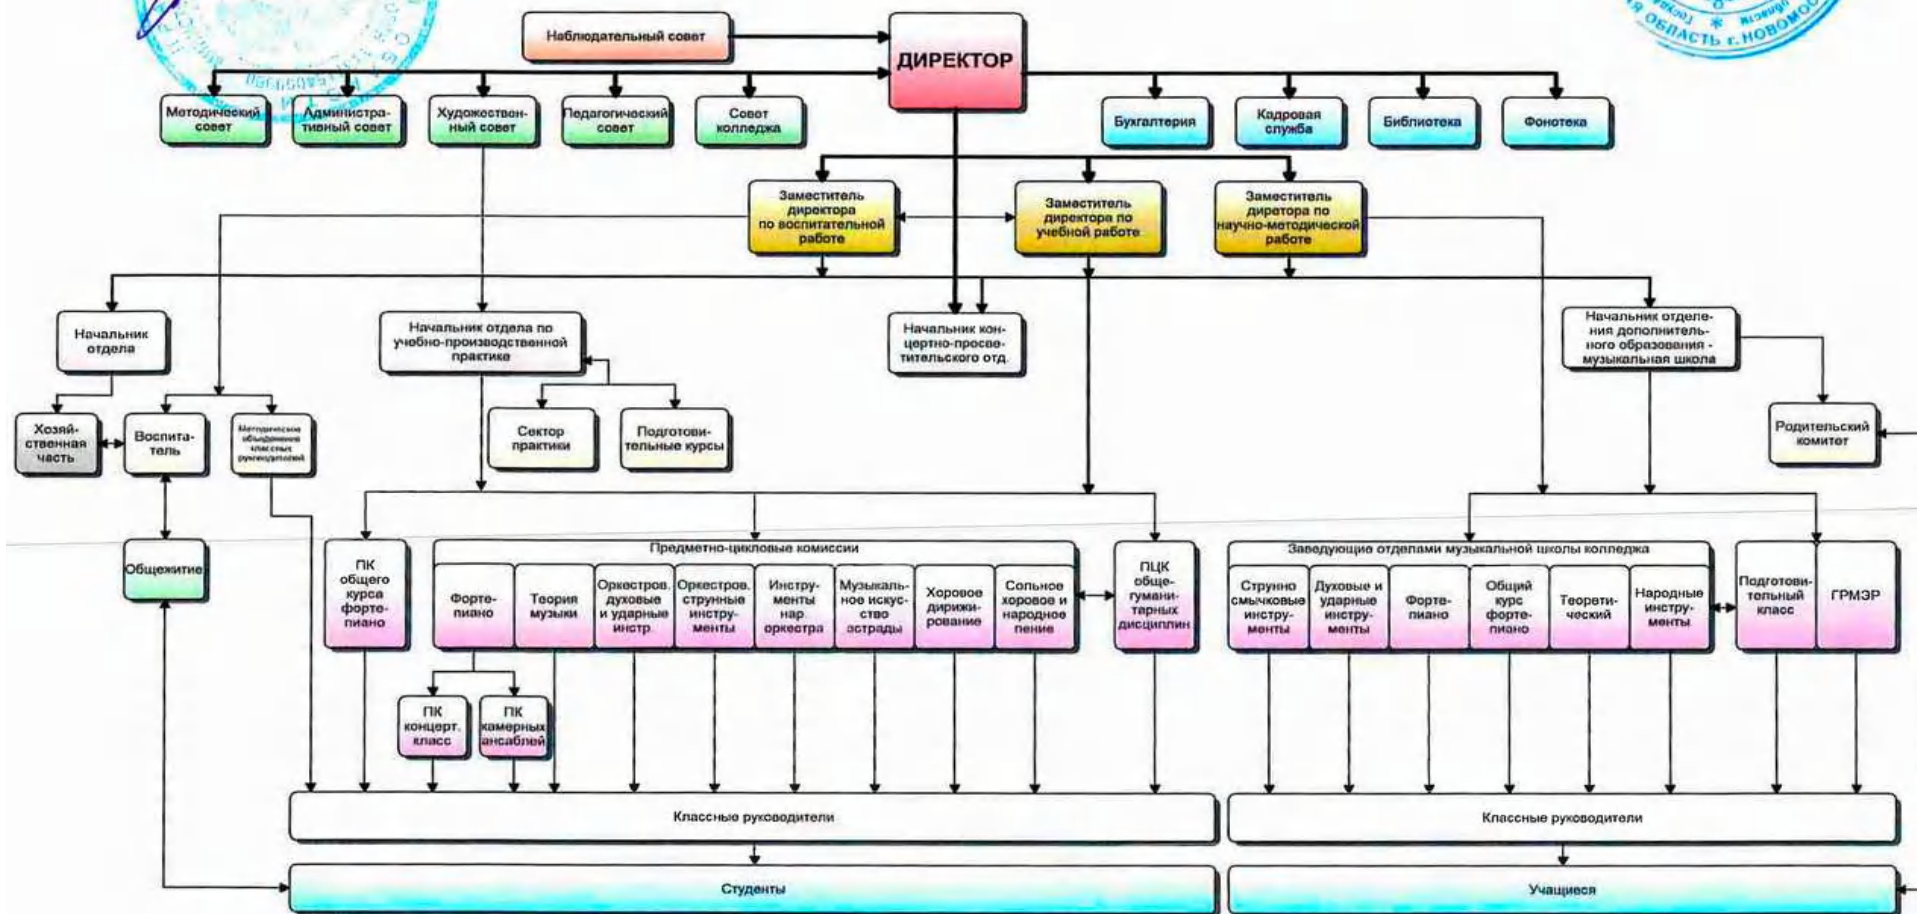 Наблюдательный совет
ДИРЕКТОР
Методический
совет
Администра-
тивный совет
Художествен-
ный совет
Педагогический
совет
Совет
колледжа
Бухгалтерия
Кадровая
служба
Библиотека
Фонотека
Заместитель
директора
по воспитательной
работе
Заместитель
директора по
учебной работе
Заместитель
диретора по
научно-методической
работе
Начальник
отдела
Начальник отдела по
учебно-производственной
практике
Начальник кон-
цертно-просве-
тительского отд.
Начальник отделе-
ния дополнитель-
ного образования -
музыкальная школа
Хозяй-
ственная
часть
Воспита-
тель
Методическое
объединение
классных
руководителей
Сектор
практики
Подготови-
тельные курсы
Родительский
комитет
Общежитие
ПК
общего
курса
форте-
пиано
Предметно-цикловые комиссии
Форте-
пиано
Теория
музыки
Оркестров.
духовые
и ударные
инстр.
Оркестров.
струнные
инстру-
менты
Инстру-
менты
нар.
оркестра
Музыкаль-
ное искус-
ство
эстрады
Хоровое
дирижи-
рование
Сольное
хоровое и
народное
пение
ПЦК
обще-
гумани-
тарных
дисциплин
Заведующие отделами музыкальной школы колледжа
Струнно
смычковые
инстру-
менты
Духовые и
ударные
инстру-
менты
Форте-
пиано
Общий
курс
форте-
пиано
Теорети-
ческий
Народные
инстру-
менты
Подготови-
тельный
класс
ГРМЭР
ПК
концерт.
класс
ПК
камерных
ансаблей
Классные руководители
Классные руководители
Студенты
Учащиеся
ОБЛАСТЬ г. НОВОМОС